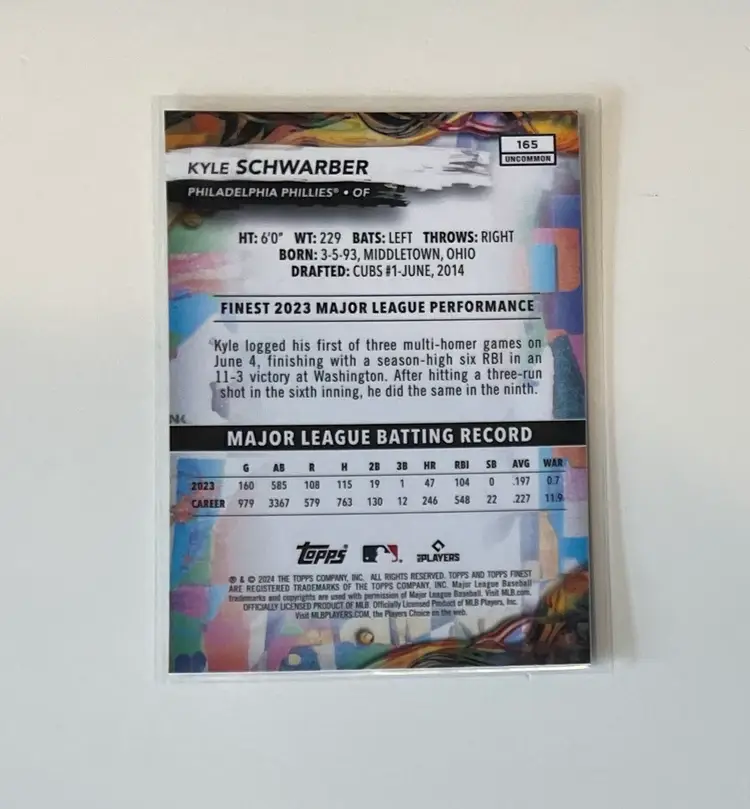 165
UNCOMMON
KYLE SCHWARBER
PHILADELPHIA PHILLIES® • OF
HT: 6'0" WT: 229 BATS: LEFT THROWS: RIGHT
BORN: 3-5-93, MIDDLETOWN, OHIO
DRAFTED: CUBS #1-JUNE, 2014
FINEST 2023 MAJOR LEAGUE PERFORMANCE
Kyle logged his first of three multi-homer games on
June 4, finishing with a season-high six RBI in an
11-3 victory at Washington. After hitting a three-run
shot in the sixth inning, he did the same in the ninth.
MAJOR LEAGUE BATTING RECORD
G AB R H 2B 3B HR RBI SB AVG WAR
2023 160 585 108 115 19 1 47 104 0 .197 0.7
CAREER 979 3367 579 763 130 12 246 548 22 .227 11.9
Topps® PLAYERS
® & © 2024 THE TOPPS COMPANY, INC. ALL RIGHTS RESERVED. TOPPS AND TOPPS FINEST
ARE REGISTERED TRADEMARKS OF THE TOPPS COMPANY, INC. Major League Baseball
trademarks and copyrights are used with permission of Major League Baseball. Visit MLB.com.
OFFICIALLY LICENSED PRODUCT OF MLB. Officially Licensed Product of MLB Players, Inc.
Visit MLBPLAYERS.COM, the Players Choice on the web.